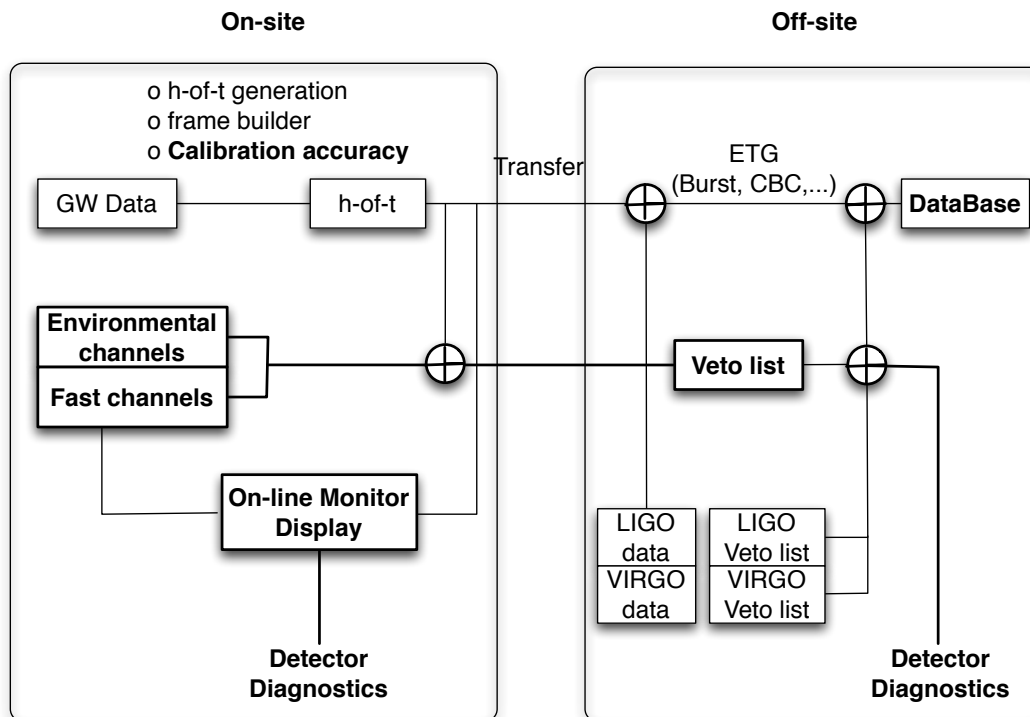 On-site
Off-site
o h-of-t generation
o frame builder
o Calibration accuracy
Transfer
ETG
(Burst, CBC,...)
GW Data
h-of-t
DataBase
Environmental
channels
Fast channels
Veto list
On-line Monitor
Display
LIGO
data
VIRGO
data
LIGO
Veto list
VIRGO
Veto list
Detector
Diagnostics
Detector
Diagnostics